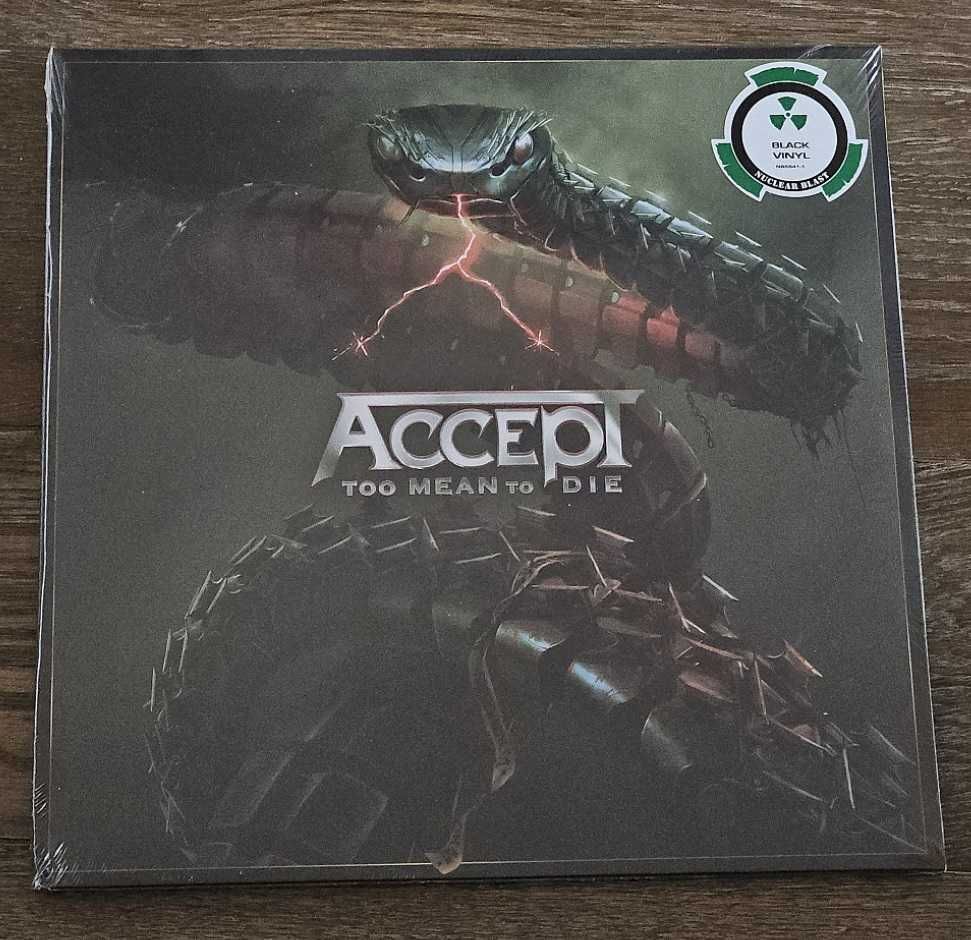 BLACK
VINYL
NUCLEAR BLAST
ACCEPT
TOO MEAN TO DIE